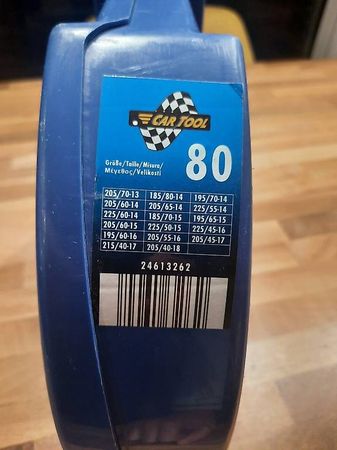 CAR TOOL
Größe/Taille/Misura/
Μέγεθος/Velikosti
80
205/70-13 185/80-14 195/70-14
205/60-14 205/65-14 225/55-14
225/60-14 185/70-15 195/65-15
205/60-15 225/50-15 225/45-16
195/60-16 205/55-16 205/45-17
215/40-17 205/40-18
24613262